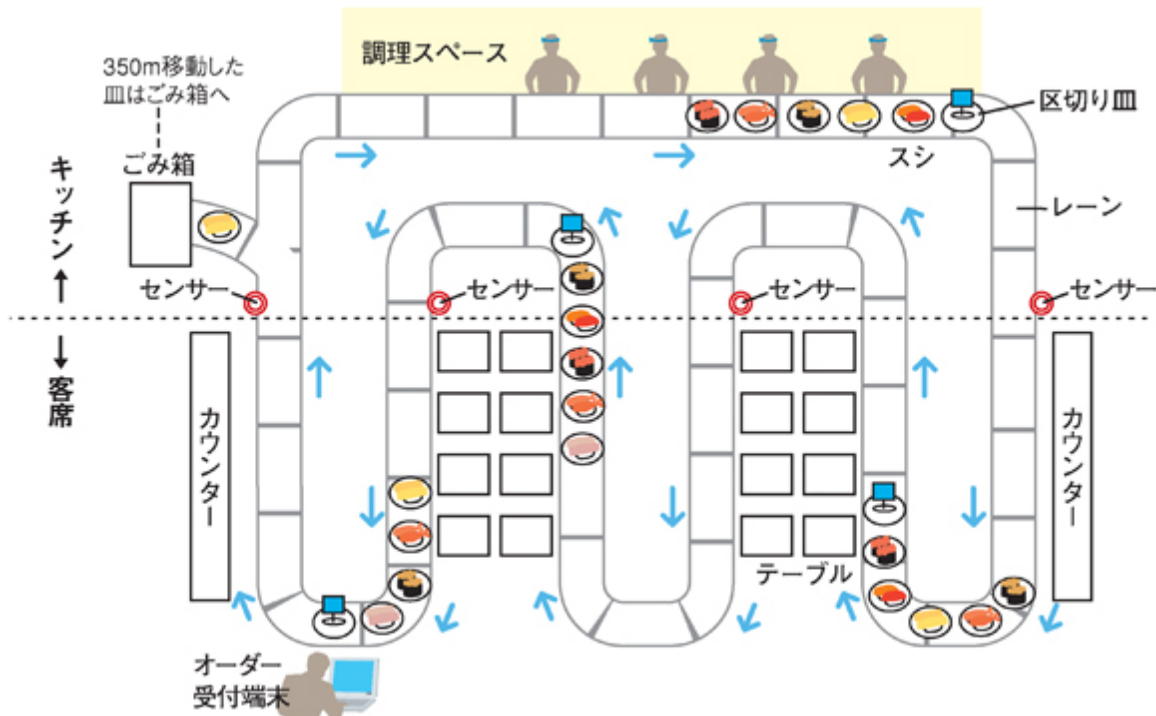 調理スペース
350m移動した
皿はごみ箱へ
ごみ箱
区切り皿
スシ
レーン
キッチン
センサー
センサー
センサー
センサー
客席
カウンター
カウンター
テーブル
オーダー
受付端末